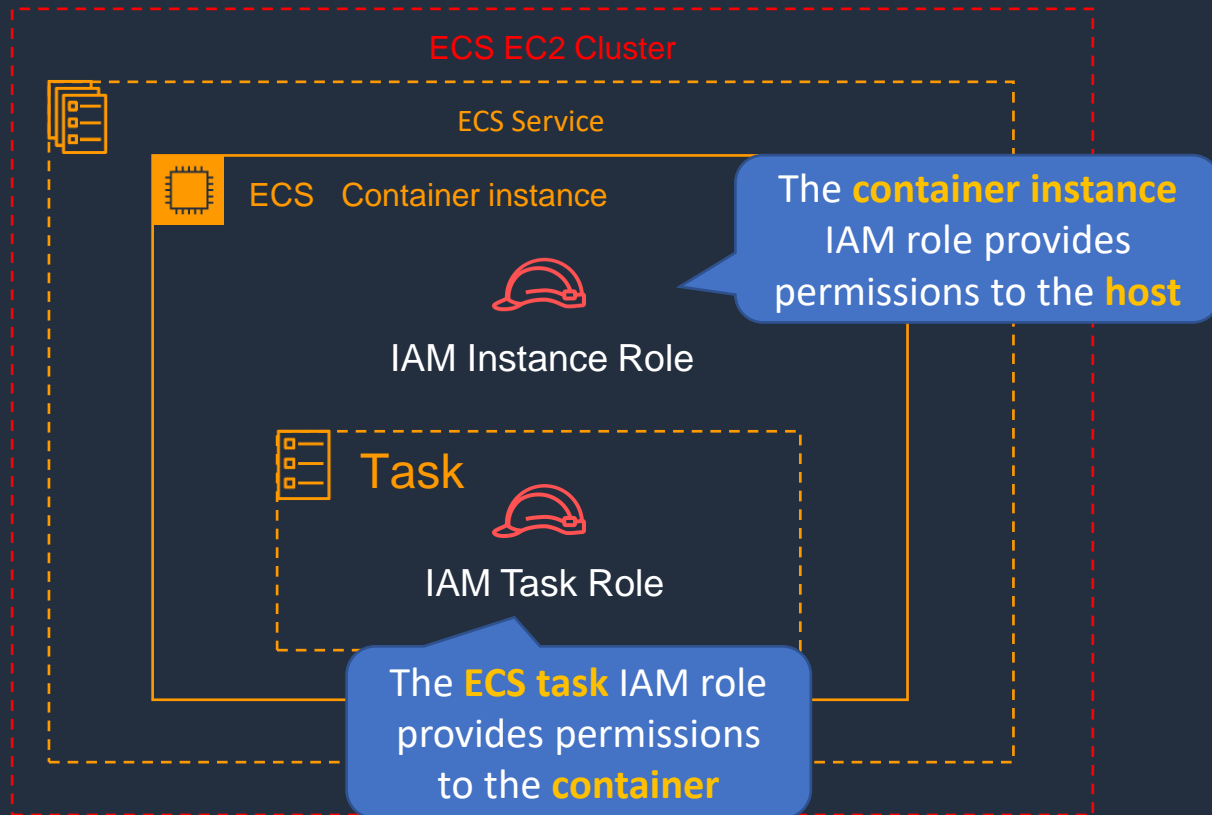 ECS EC2 Cluster
ECS Service
ECS Container instance
The container instance
IAM role provides
permissions to the host
IAM Instance Role
Task
IAM Task Role
The ECS task IAM role
provides permissions
to the container